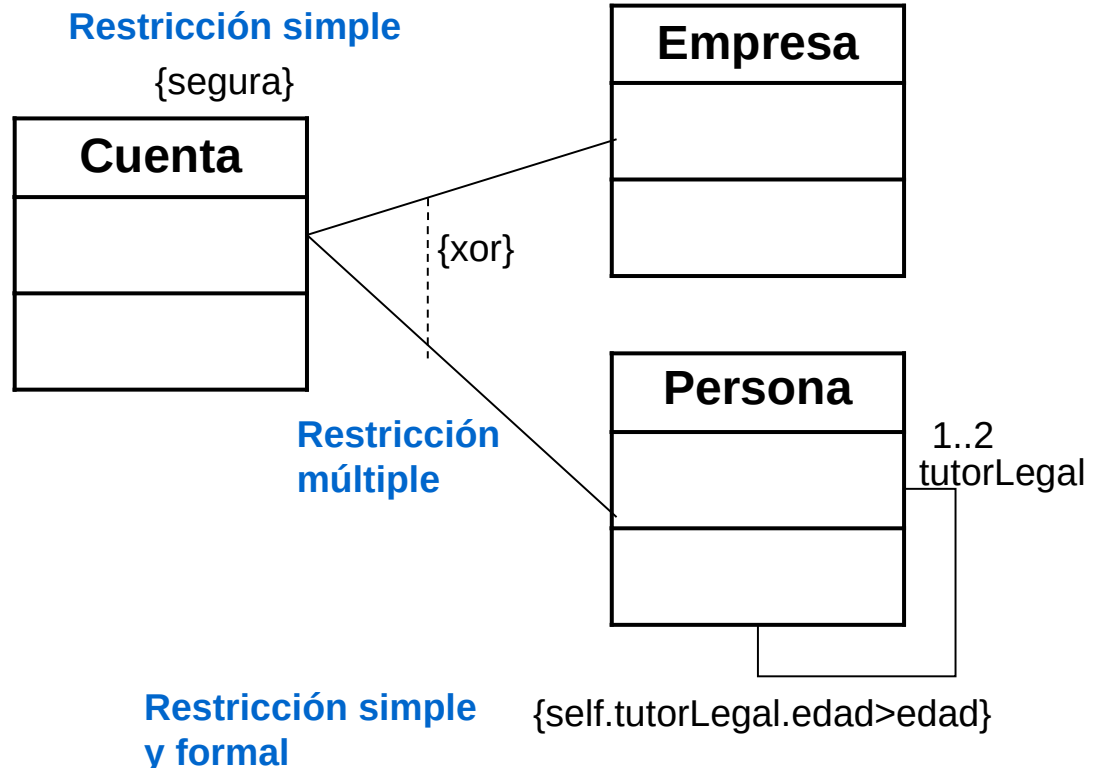 Restricción simple
{segura}
Cuenta
Empresa
{xor}
Restricción
múltiple
Persona
1..2
tutorLegal
Restricción simple
y formal
{self.tutorLegal.edad>edad}